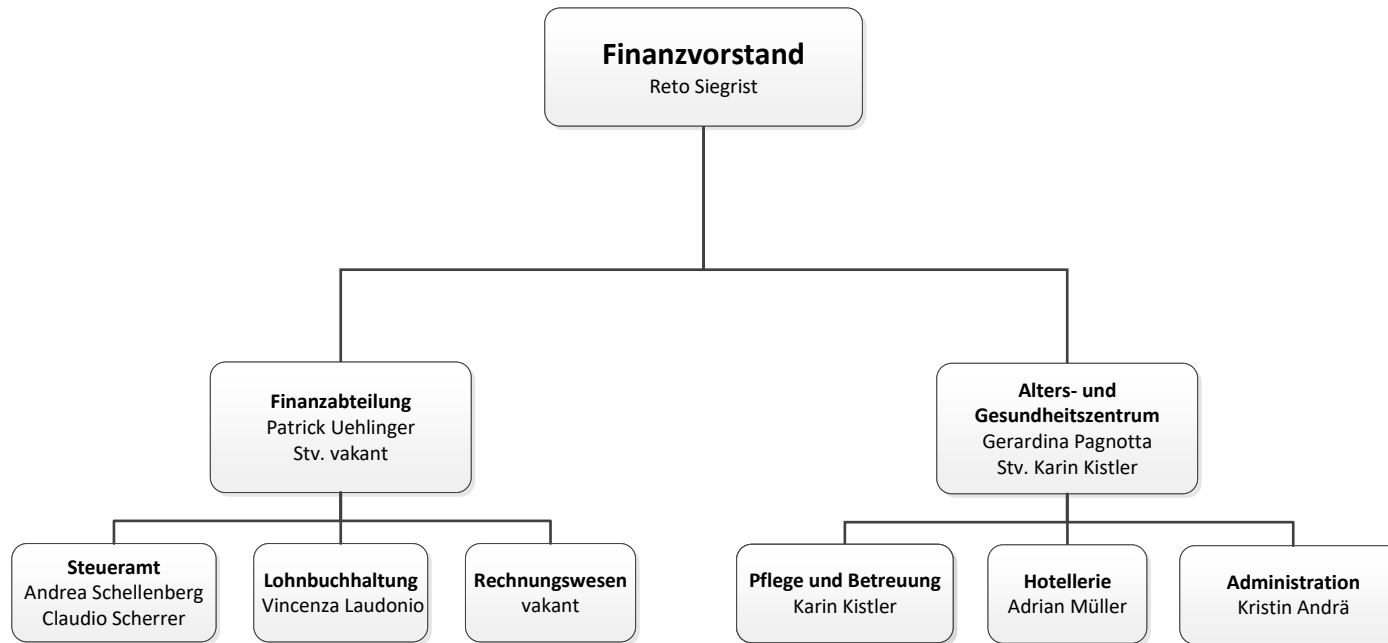 Finanzvorstand
Reto Siegrist
Finanzabteilung
Patrick Uehlinger
Stv. vakant
Alters- und
Gesundheitszentrum
Gerardina Pagnotta
Stv. Karin Kistler
Steueramt
Andrea Schellenberg
Claudio Scherrer
Lohnbuchhaltung
Vincenza Laudonio
Rechnungswesen
vakant
Pflege und Betreuung
Karin Kistler
Hotellerie
Adrian Müller
Administration
Kristin Andrä